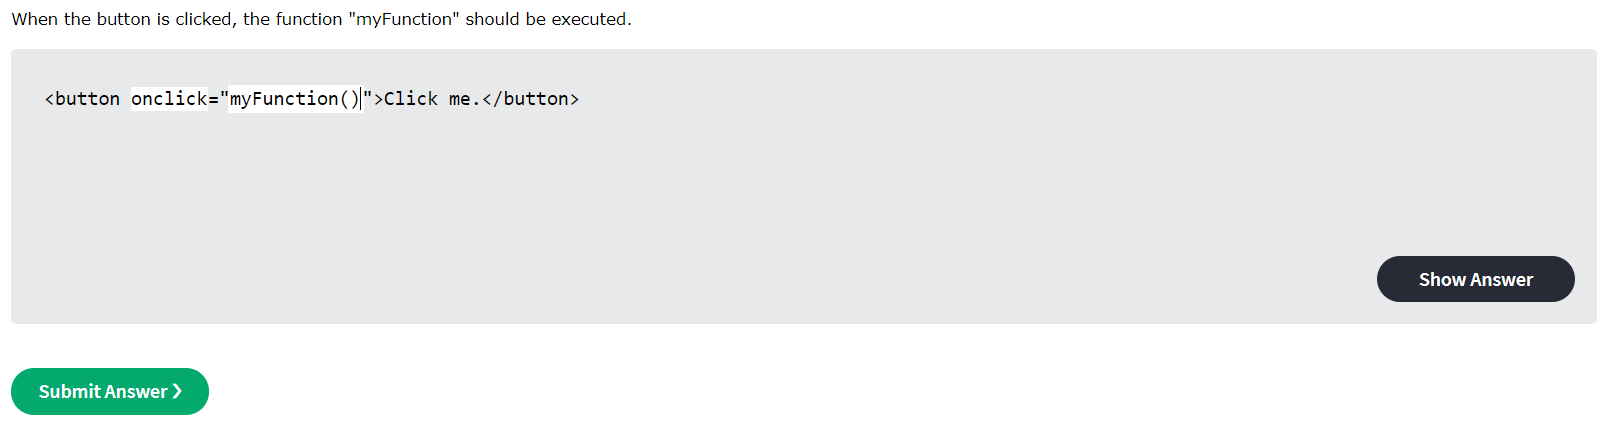 When the button is clicked, the function "myFunction" should be executed.
<button onclick="myFunction()">Click me.</button>
Show Answer
Submit Answer ❯